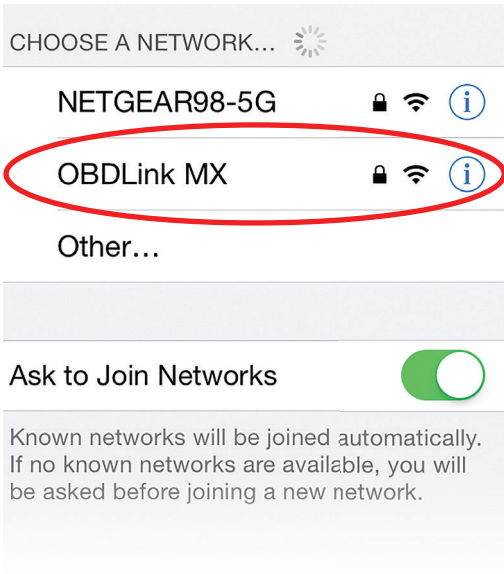 CHOOSE A NETWORK...
NETGEAR98-5G
OBDLink MX
Other...
Ask to Join Networks
Known networks will be joined automatically.
If no known networks are available, you will
be asked before joining a new network.